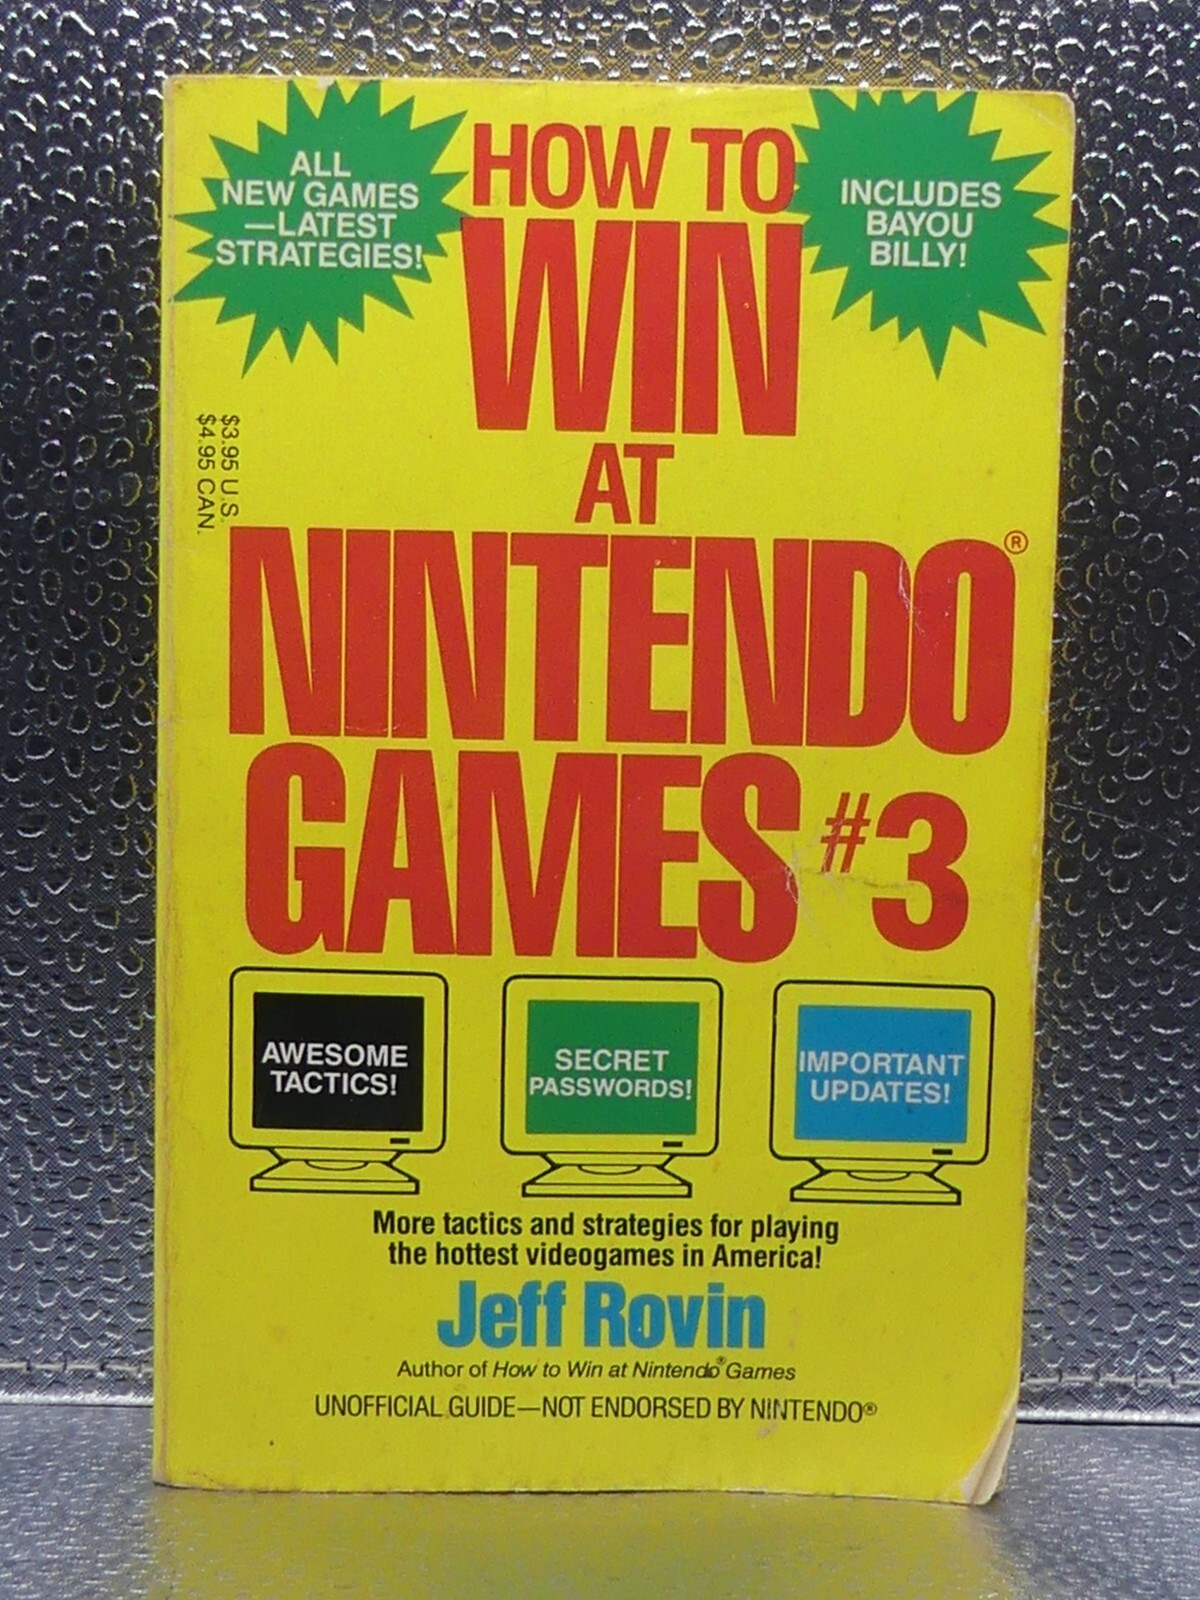 ALL
NEW GAMES
—LATEST
STRATEGIES!
HOW TO
WIN
AT
NINTENDO®
GAMES #3
INCLUDES
BAYOU
BILLY!
$3.95 U.S.
$4.95 CAN.
AWESOME
TACTICS!
SECRET
PASSWORDS!
IMPORTANT
UPDATES!
More tactics and strategies for playing
the hottest videogames in America!
Jeff Rovin
Author of How to Win at Nintendo® Games
UNOFFICIAL GUIDE—NOT ENDORSED BY NINTENDO®